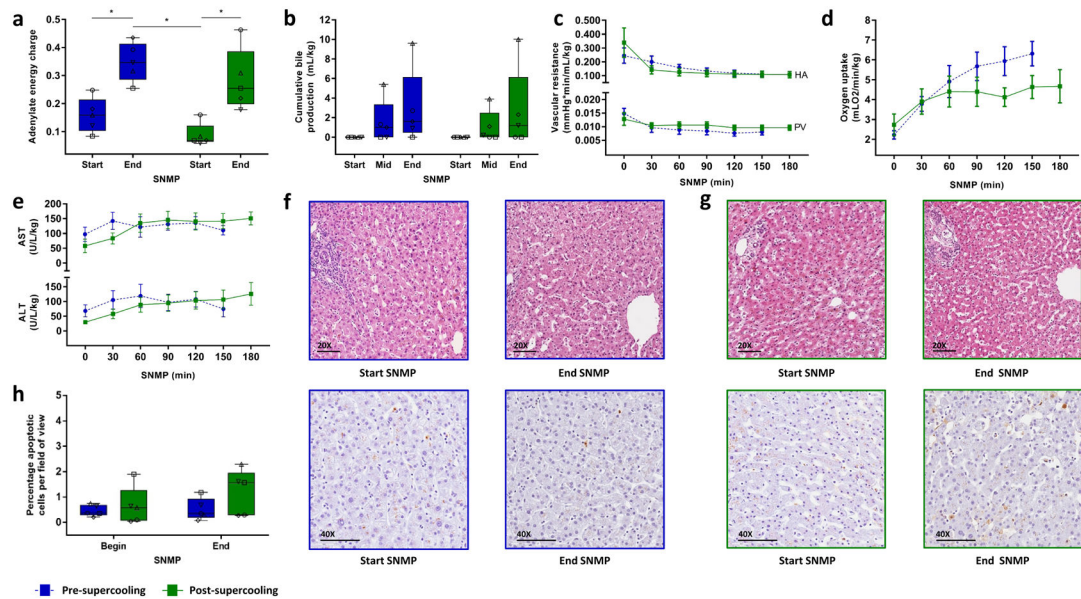 a
Adenylate energy charge
0.5
0.4
0.3
0.2
0.1
*
*
*
Start
End
Start
End
SNMP
b
Cumulative bile
production (mL/kg)
12
10
8
6
4
2
0
Start
Mid
End
Start
Mid
End
SNMP
c
Vascular resistance
(mmHg*min/mL/kg)
0.500
0.400
0.300
0.200
0.100
0.020
0.015
0.010
HA
PV
0 30 60 90 120 150 180
SNMP (min)
d
Oxygen uptake
(mLO2/min/kg)
8
7
6
5
4
3
2
0 30 60 90 120 150 180
SNMP (min)
e
AST
(U/L/kg)
200
150
100
50
0
ALT
(U/L/kg)
200
150
100
50
0
0 30 60 90 120 150 180
SNMP (min)
f
20X
Start SNMP
20X
End SNMP
40X
Start SNMP
40X
End SNMP
g
20X
Start SNMP
20X
End SNMP
40X
Start SNMP
40X
End SNMP
h
Percentage apoptotic
cells per field of view
5
4
3
2
1
0
Begin
End
SNMP
Pre-supercooling
Post-supercooling